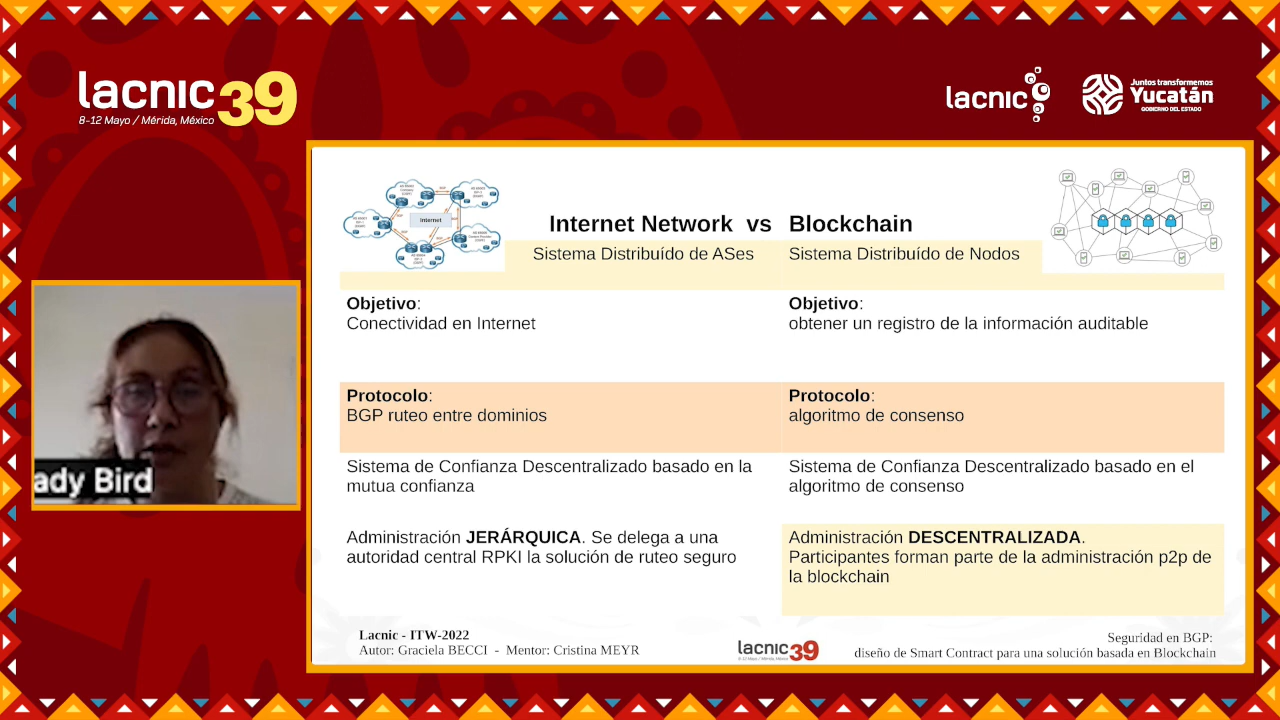 lacnic39
8-12 Mayo / Mérida, México
lacnic
Juntos transformemos
Yucatán
GOBIERNO DEL ESTADO
Internet
Internet Network vs Blockchain
Sistema Distribuído de ASes
Sistema Distribuído de Nodos
Objetivo:
Conectividad en Internet
Objetivo:
obtener un registro de la información auditable
Protocolo:
BGP ruteo entre dominios
Protocolo:
algoritmo de consenso
Sistema de Confianza Descentralizado basado en la
mutua confianza
Sistema de Confianza Descentralizado basado en el
algoritmo de consenso
Administración JERÁRQUICA. Se delega a una
autoridad central RPKI la solución de ruteo seguro
Administración DESCENTRALIZADA.
Participantes forman parte de la administración p2p de
la blockchain
ady Bird
Lacnic - ITW-2022
Autor: Graciela BECCI - Mentor: Cristina MEYR
lacnic39
8-12 Mayo / Mérida, México
Seguridad en BGP:
diseño de Smart Contract para una solución basada en Blockchain